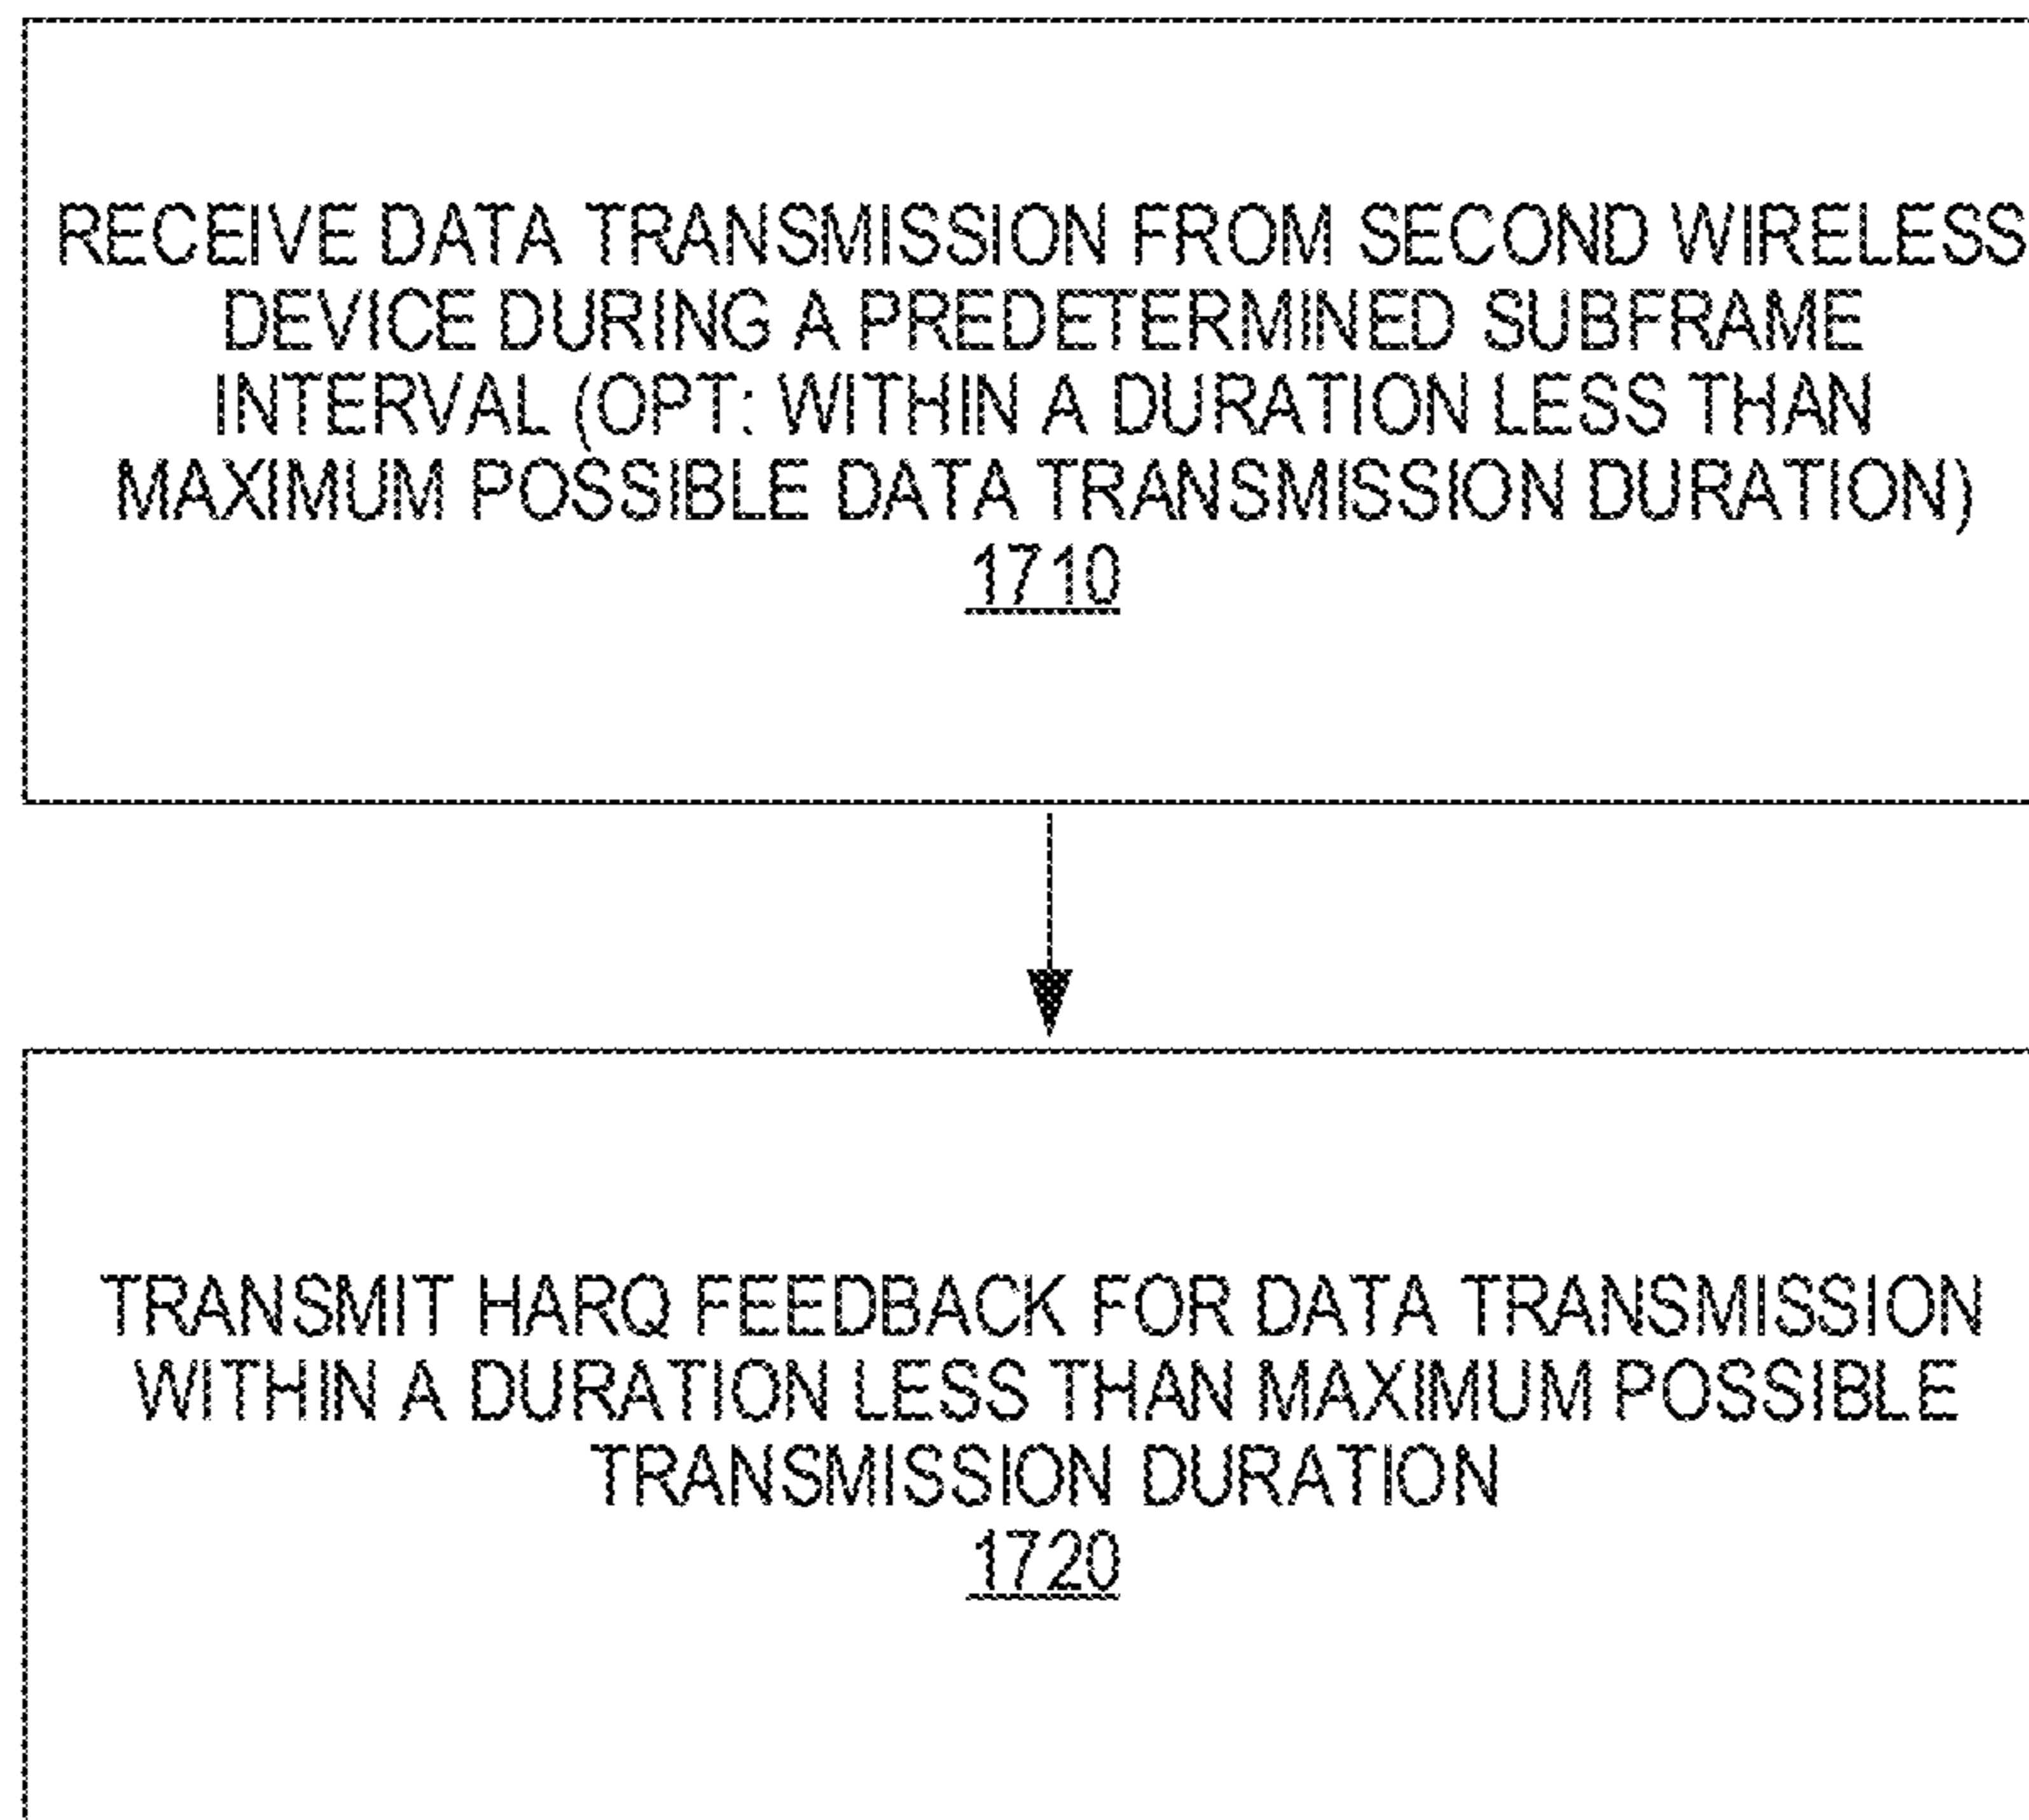 RECEIVE DATA TRANSMISSION FROM SECOND WIRELESS
DEVICE DURING A PREDETERMINED SUBFRAME
INTERVAL (OPT: WITHIN A DURATION LESS THAN
MAXIMUM POSSIBLE DATA TRANSMISSION DURATION)
1710
TRANSMIT HARQ FEEDBACK FOR DATA TRANSMISSION
WITHIN A DURATION LESS THAN MAXIMUM POSSIBLE
TRANSMISSION DURATION
1720